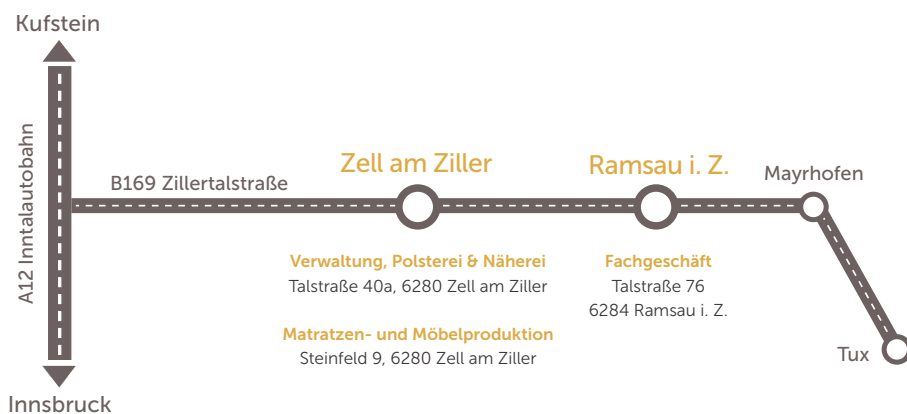 Kufstein
A12 Inntalautobahn
Innsbruck
B169 Zillertalstraße
Zell am Ziller
Verwaltung, Polsterei & Näherei
Talstraße 40a, 6280 Zell am Ziller
Matratzen- und Möbelproduktion
Steinfeld 9, 6280 Zell am Ziller
Ramsau i. Z.
Fachgeschäft
Talstraße 76
6284 Ramsau i. Z.
Mayrhofen
Tux